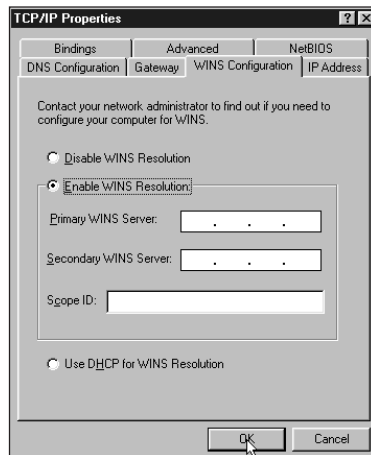 TCP/IP Properties
Bindings Advanced NetBIOS
DNS Configuration Gateway WINS Configuration IP Address
Contact your network administrator to find out if you need to
configure your computer for WINS.
Disable WINS Resolution
Enable WINS Resolution:
Primary WINS Server: . . .
Secondary WINS Server: . . .
Scope ID:
Use DHCP for WINS Resolution
OK Cancel